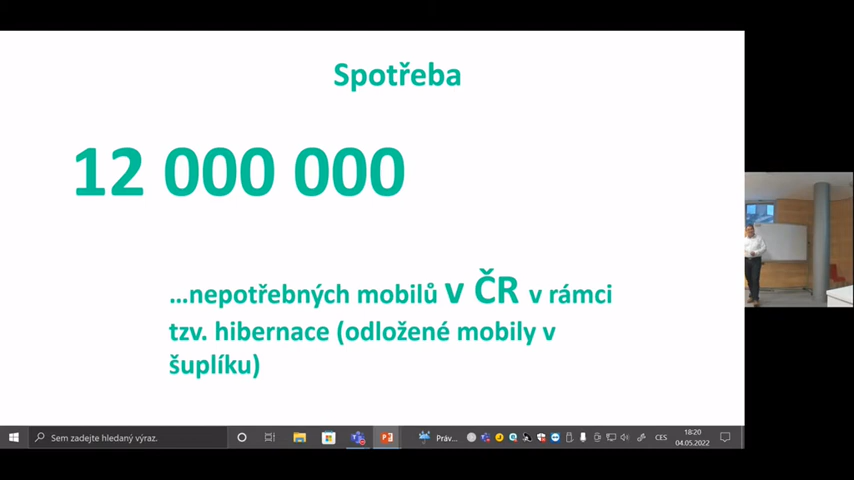 Spotřeba
12 000 000
...nepotřebných mobilů v ČR v rámci
tzv. hibernace (odložené mobily v
šuplíku)
Sem zadejte hledaný výraz.
Práv...
CES
18:20
04.05.2022